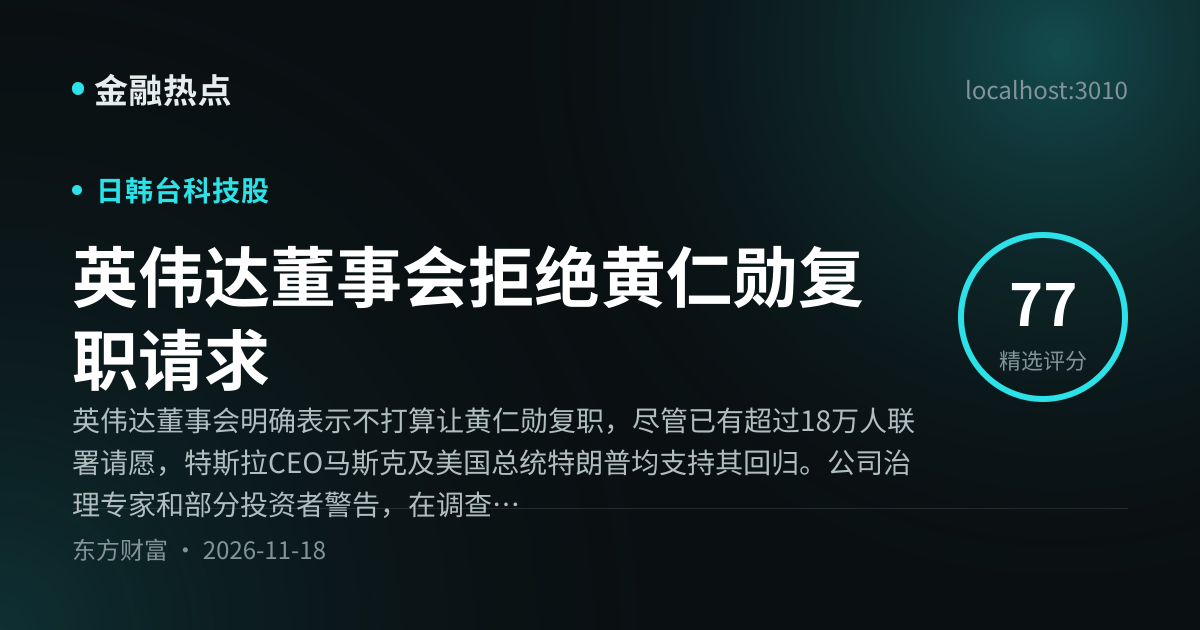 金融热点
localhost:3010
日韩台科技股
英伟达董事会拒绝黄仁勋复
职请求
77
精选评分
英伟达董事会明确表示不打算让黄仁勋复职，尽管已有超过18万人联
署请愿，特斯拉CEO马斯克及美国总统特朗普均支持其回归。公司治
理专家和部分投资者警告，在调查…
东方财富 • 2026-11-18